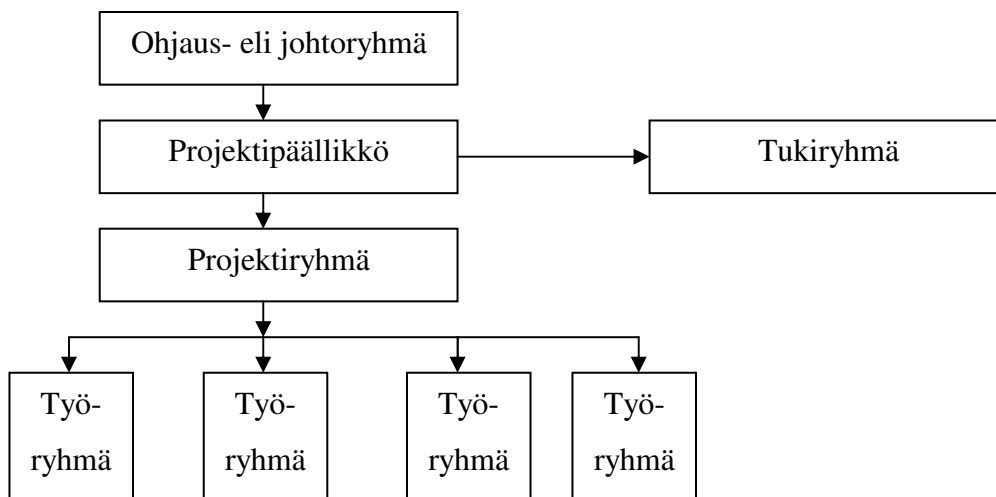 Ohjaus- eli johtoryhmä
Projektipäällikkö
Tukiryhmä
Projektiryhmä
Työ-
ryhmä
Työ-
ryhmä
Työ-
ryhmä
Työ-
ryhmä